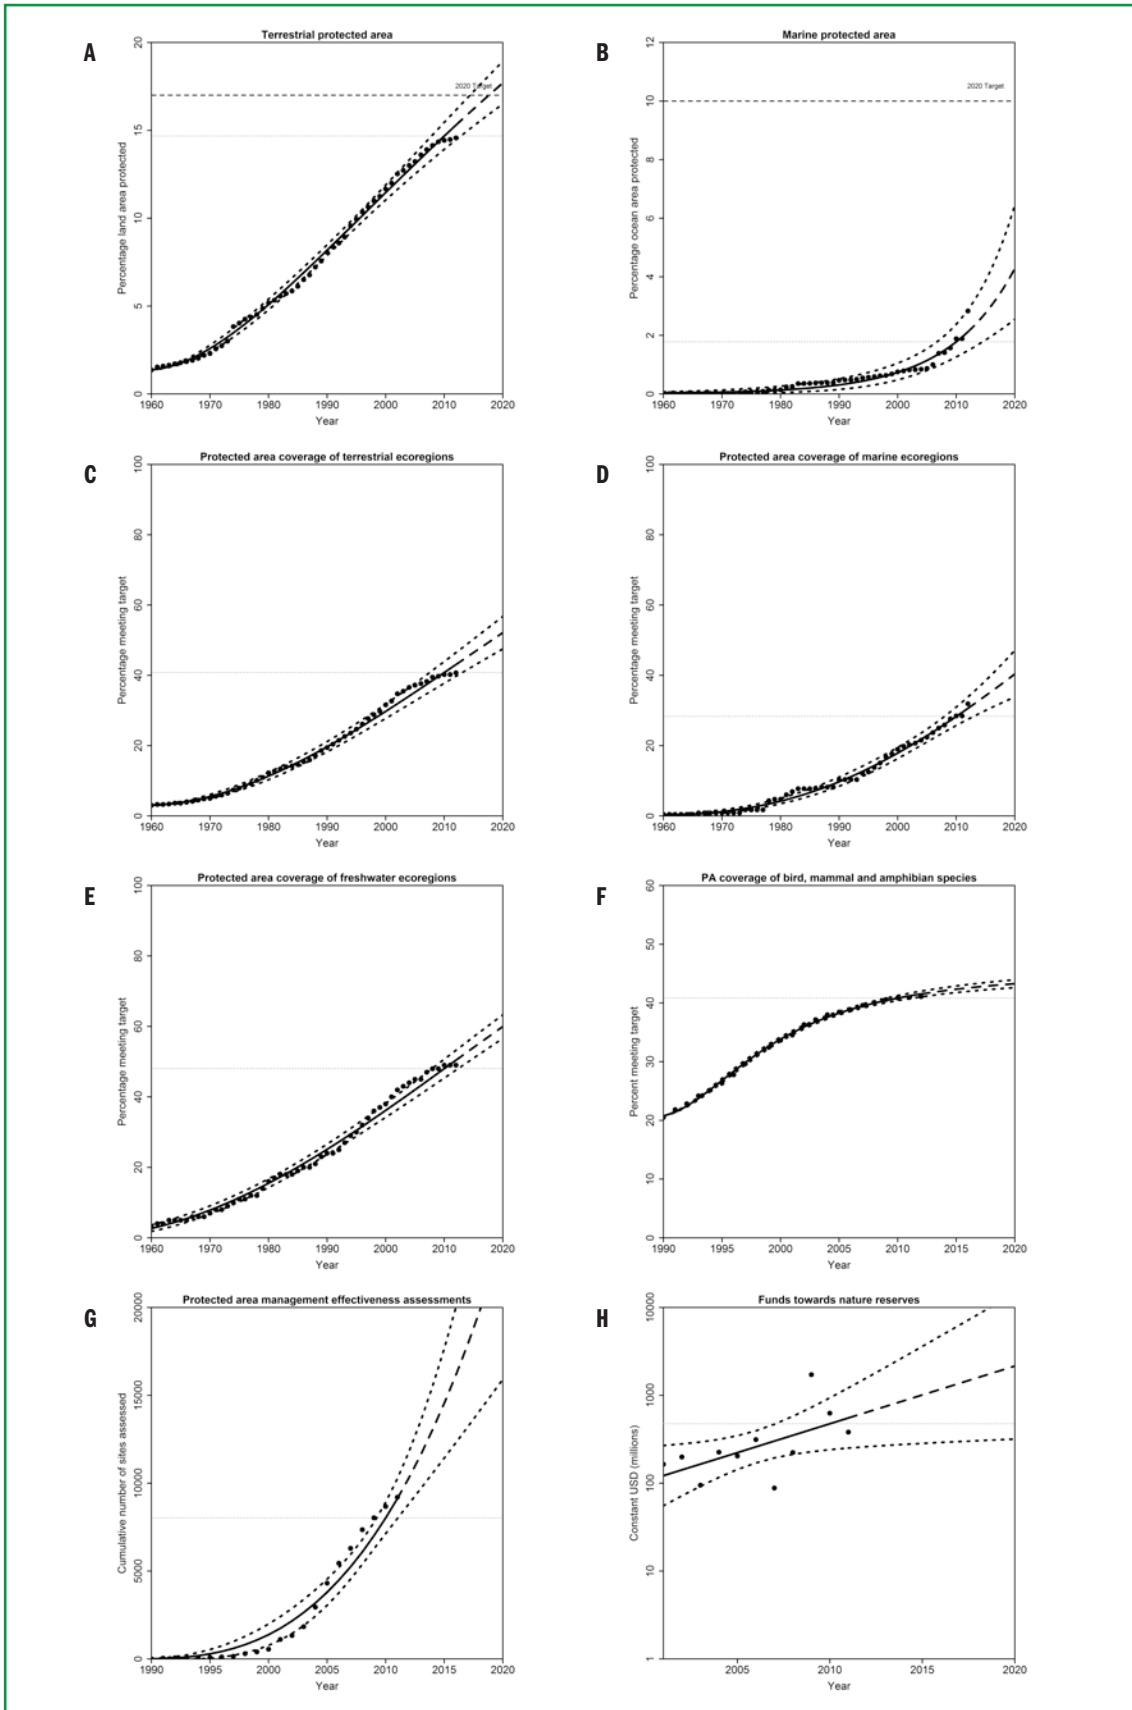 A
Terrestrial protected area
20
15
10
5
0
Percentage land area protected
2020 Target
1960 1970 1980 1990 2000 2010 2020
Year
B
Marine protected area
12
10
8
6
4
2
0
Percentage ocean area protected
2020 Target
1960 1970 1980 1990 2000 2010 2020
Year
C
Protected area coverage of terrestrial ecoregions
100
80
60
40
20
0
Percentage meeting target
1960 1970 1980 1990 2000 2010 2020
Year
D
Protected area coverage of marine ecoregions
100
80
60
40
20
0
Percentage meeting target
1960 1970 1980 1990 2000 2010 2020
Year
E
Protected area coverage of freshwater ecoregions
100
80
60
40
20
0
Percentage meeting target
1960 1970 1980 1990 2000 2010 2020
Year
F
PA coverage of bird, mammal and amphibian species
60
50
40
30
20
10
0
Percent meeting target
1990 1995 2000 2005 2010 2015 2020
Year
G
Protected area management effectiveness assessments
20000
15000
10000
5000
0
Cumulative number of sites assessed
1990 1995 2000 2005 2010 2015 2020
Year
H
Funds towards nature reserves
10000
1000
100
10
1
Constant USD (millions)
2005 2010 2015 2020
Year